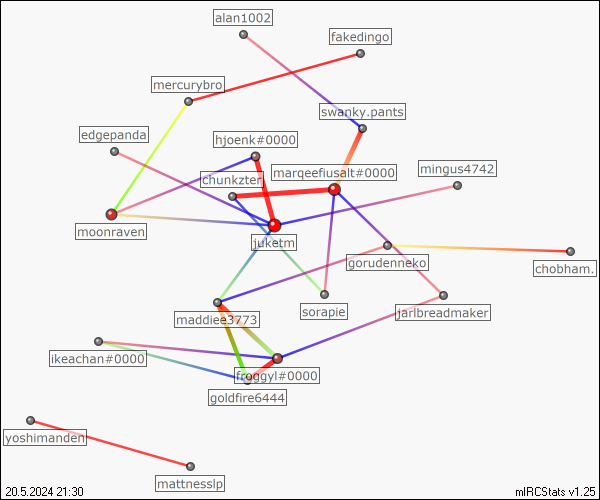 alan1002
fakedingo
mercurybro
swanky.pants
edgepanda
hjoenk#0000
mingus4742
marqeefiusalt#0000
chunkzter
moonraven
juketm
gorudenneko
chobham.
sorapie
jarlbreadmaker
maddiee3773
ikeachan#0000
froggyl#0000
goldfire6444
yoshimanden
mattnesslp
20.5.2024 21:30
mIRCStats v1.25